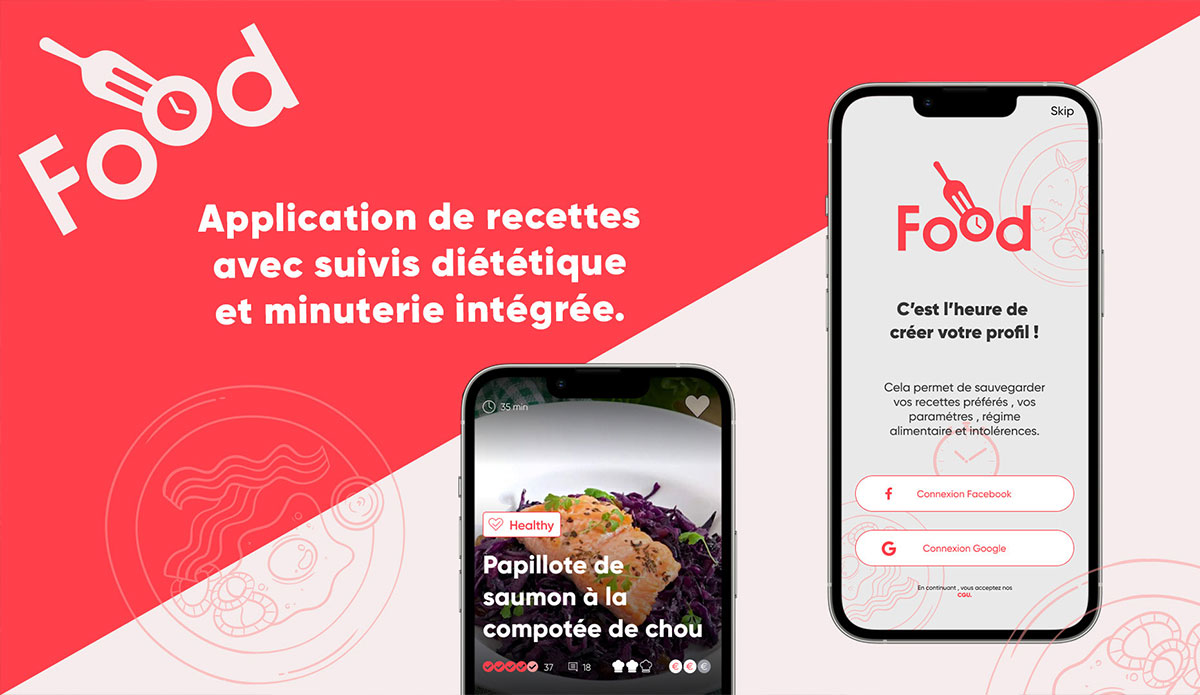 Food
Application de recettes
avec suivis diététique
et minuterie intégrée.
Skip
Food
C'est l'heure de
créer votre profil !
Cela permet de sauvegarder
vos recettes préférés , vos
paramétres , régime
alimentaire et intolérences.
Connexion Facebook
Connexion Google
En continuant , vous acceptez nos
CGU.
35 min
Healthy
Papillote de
saumon à la
compotée de chou
37 18